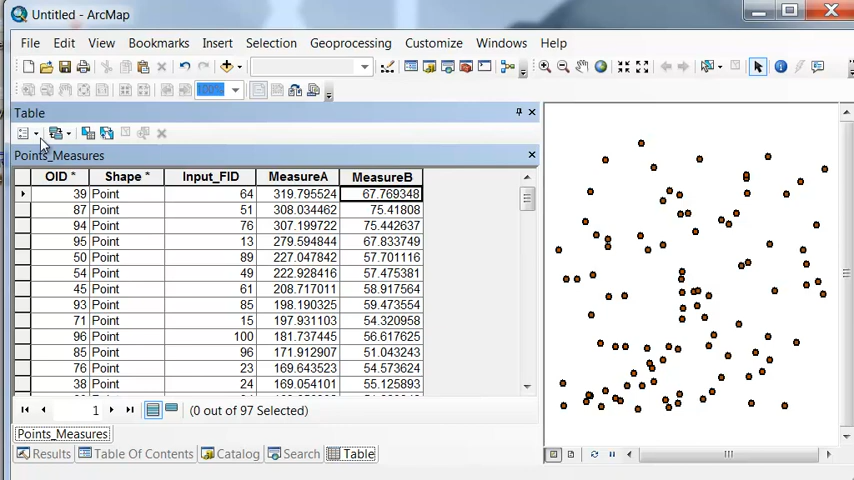 Untitled - ArcMap
File Edit View Bookmarks Insert Selection Geoprocessing Customize Windows Help
100%
Table
Points_Measures
OID * Shape * Input_FID MeasureA MeasureB
39 Point 64 319.795524 67.769348
87 Point 51 308.034462 75.41808
94 Point 76 307.199722 75.442637
95 Point 13 279.594844 67.833749
50 Point 89 227.047842 57.701116
54 Point 49 222.928416 57.475381
45 Point 61 208.717011 58.917564
93 Point 85 198.190325 59.473554
71 Point 15 197.931103 54.320958
96 Point 100 181.737445 56.617625
85 Point 96 171.912907 51.043243
76 Point 23 169.643523 54.573624
38 Point 24 169.054101 55.125893
1 (0 out of 97 Selected)
Points_Measures
Results Table Of Contents Catalog Search Table